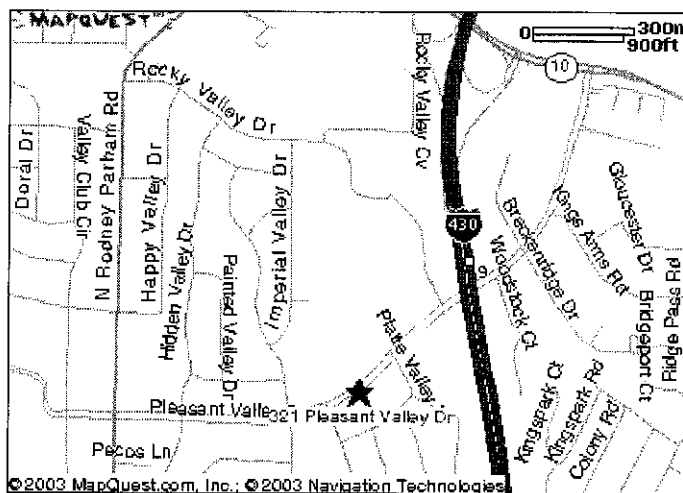 MAPQUEST
0
300m
900ft
10
Rocky Valley Dr
Rocky Valley Cv
N Rodney Parham Rd
Doral Dr
Valley Club Cir
Happy Valley Dr
Hidden Valley Dr
Painted Valley Dr
Imperial Valley Dr
430
9
Breckenridge Dr
Woodstock Ct
Kings Arms Rd
Gloucester Dr
Bridgeport Ct
Ridge Pass Rd
Platte Valley
Kingspark Ct
Kingspark Rd
Colony Rd
Pleasant Valle
321 Pleasant Valley Dr
Pecos Ln
©2003 MapQuest.com, Inc.; ©2003 Navigation Technologies